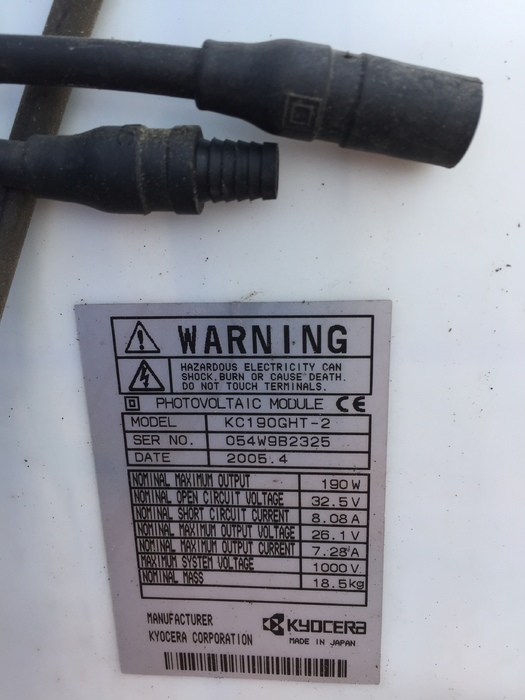 WARNING
HAZARDOUS ELECTRICITY CAN
SHOCK, BURN OR CAUSE DEATH.
DO NOT TOUCH TERMINALS.
PHOTOVOLTAIC MODULE CE
MODEL KC190GHT-2
SER NO. 054W9B2325
DATE 2005.4
NOMINAL MAXIMUM OUTPUT 190 W
NOMINAL OPEN CIRCUIT VOLTAGE 32.5 V
NOMINAL SHORT CIRCUIT CURRENT 8.08 A
NOMINAL MAXIMUM OUTPUT VOLTAGE 26.1 V
NOMINAL MAXIMUM OUTPUT CURRENT 7.28 A
MAXIMUM SYSTEM VOLTAGE 1000 V
NOMINAL MASS 18.5kg
MANUFACTURER
KYOCERA CORPORATION
KYOCERA
MADE IN JAPAN